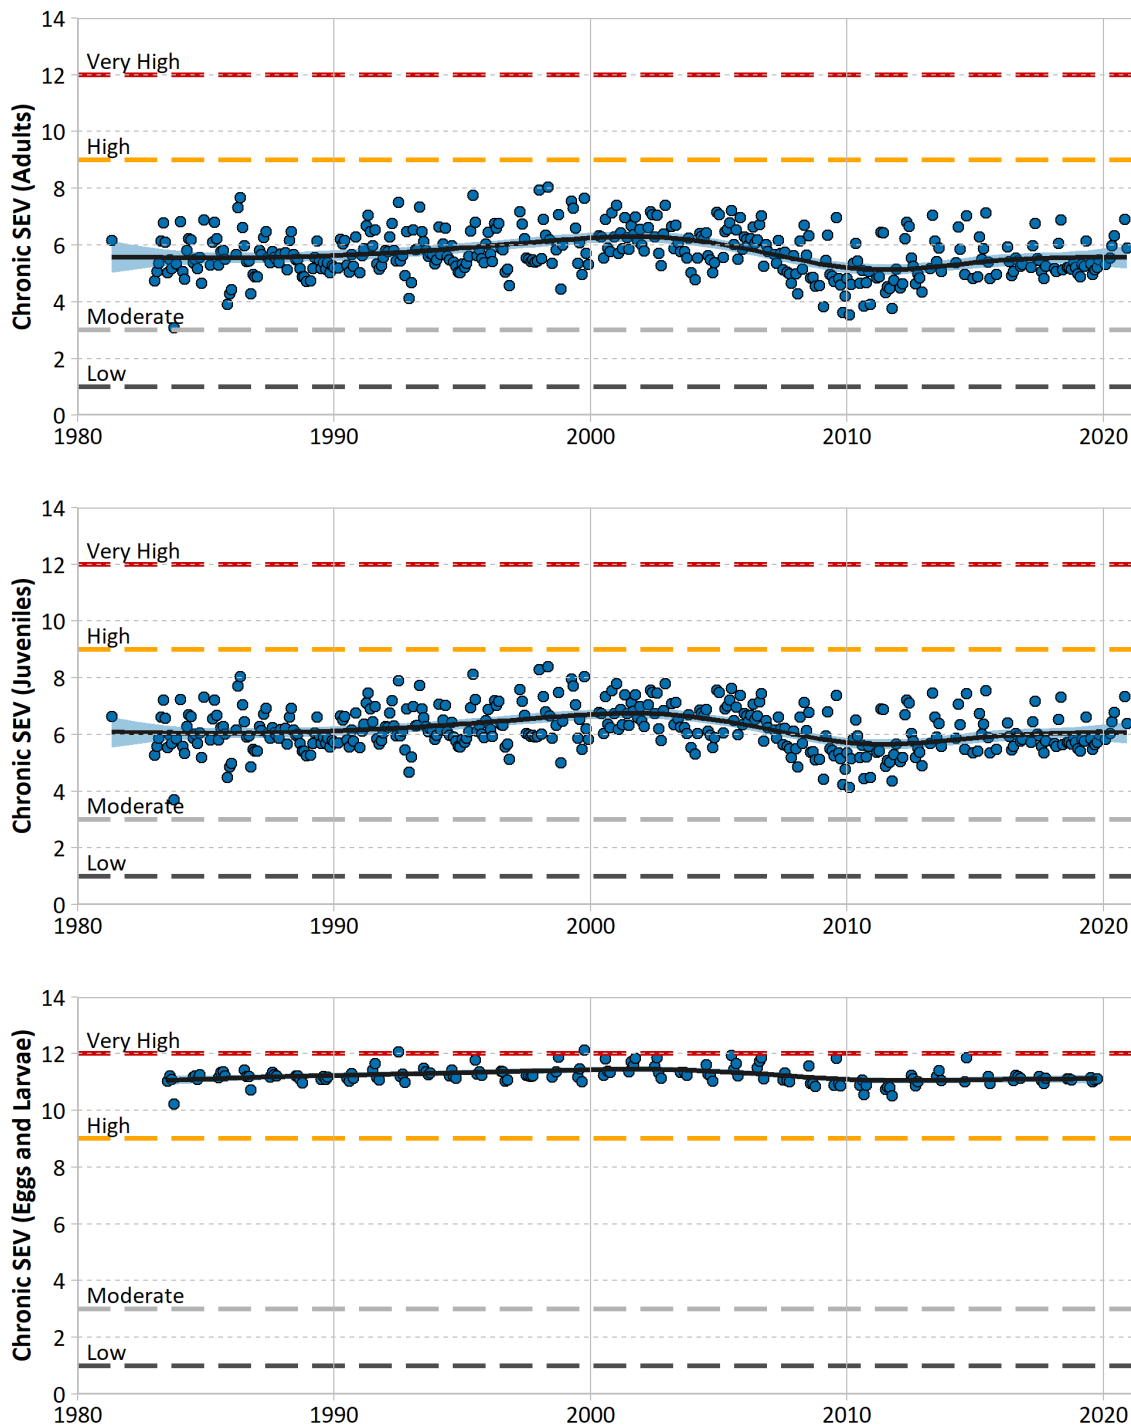 Chronic SEV (Adults)
14
12
10
8
6
4
2
0
Very High
High
Moderate
Low
1980 1990 2000 2010 2020
Chronic SEV (Juveniles)
14
12
10
8
6
4
2
0
Very High
High
Moderate
Low
1980 1990 2000 2010 2020
Chronic SEV (Eggs and Larvae)
14
12
10
8
6
4
2
0
Very High
High
Moderate
Low
1980 1990 2000 2010 2020